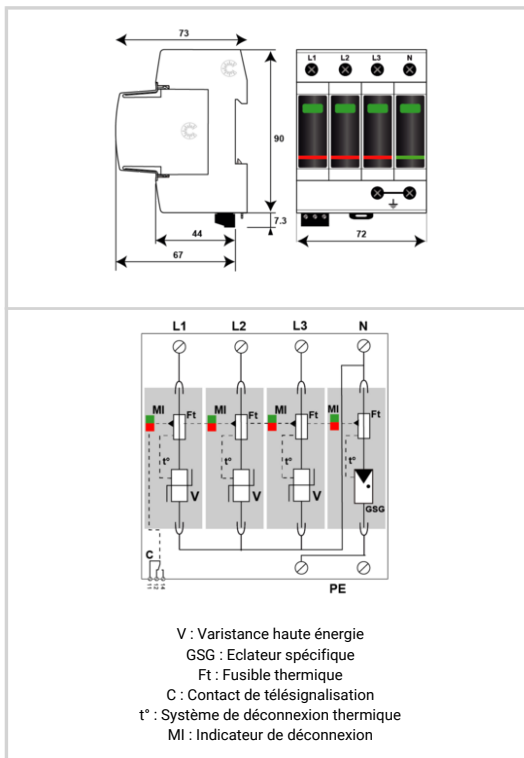 73
L1 L2 L3 N
90
7.3
44
67
72
L1 L2 L3 N
MI Ft MI Ft MI Ft MI Ft
t° t° t° t°
V V V GSG
C
PE
V : Varistance haute énergie
GSG : Eclateur spécifique
Ft : Fusible thermique
C : Contact de télésignalisation
t° : Système de déconnexion thermique
MI : Indicateur de déconnexion